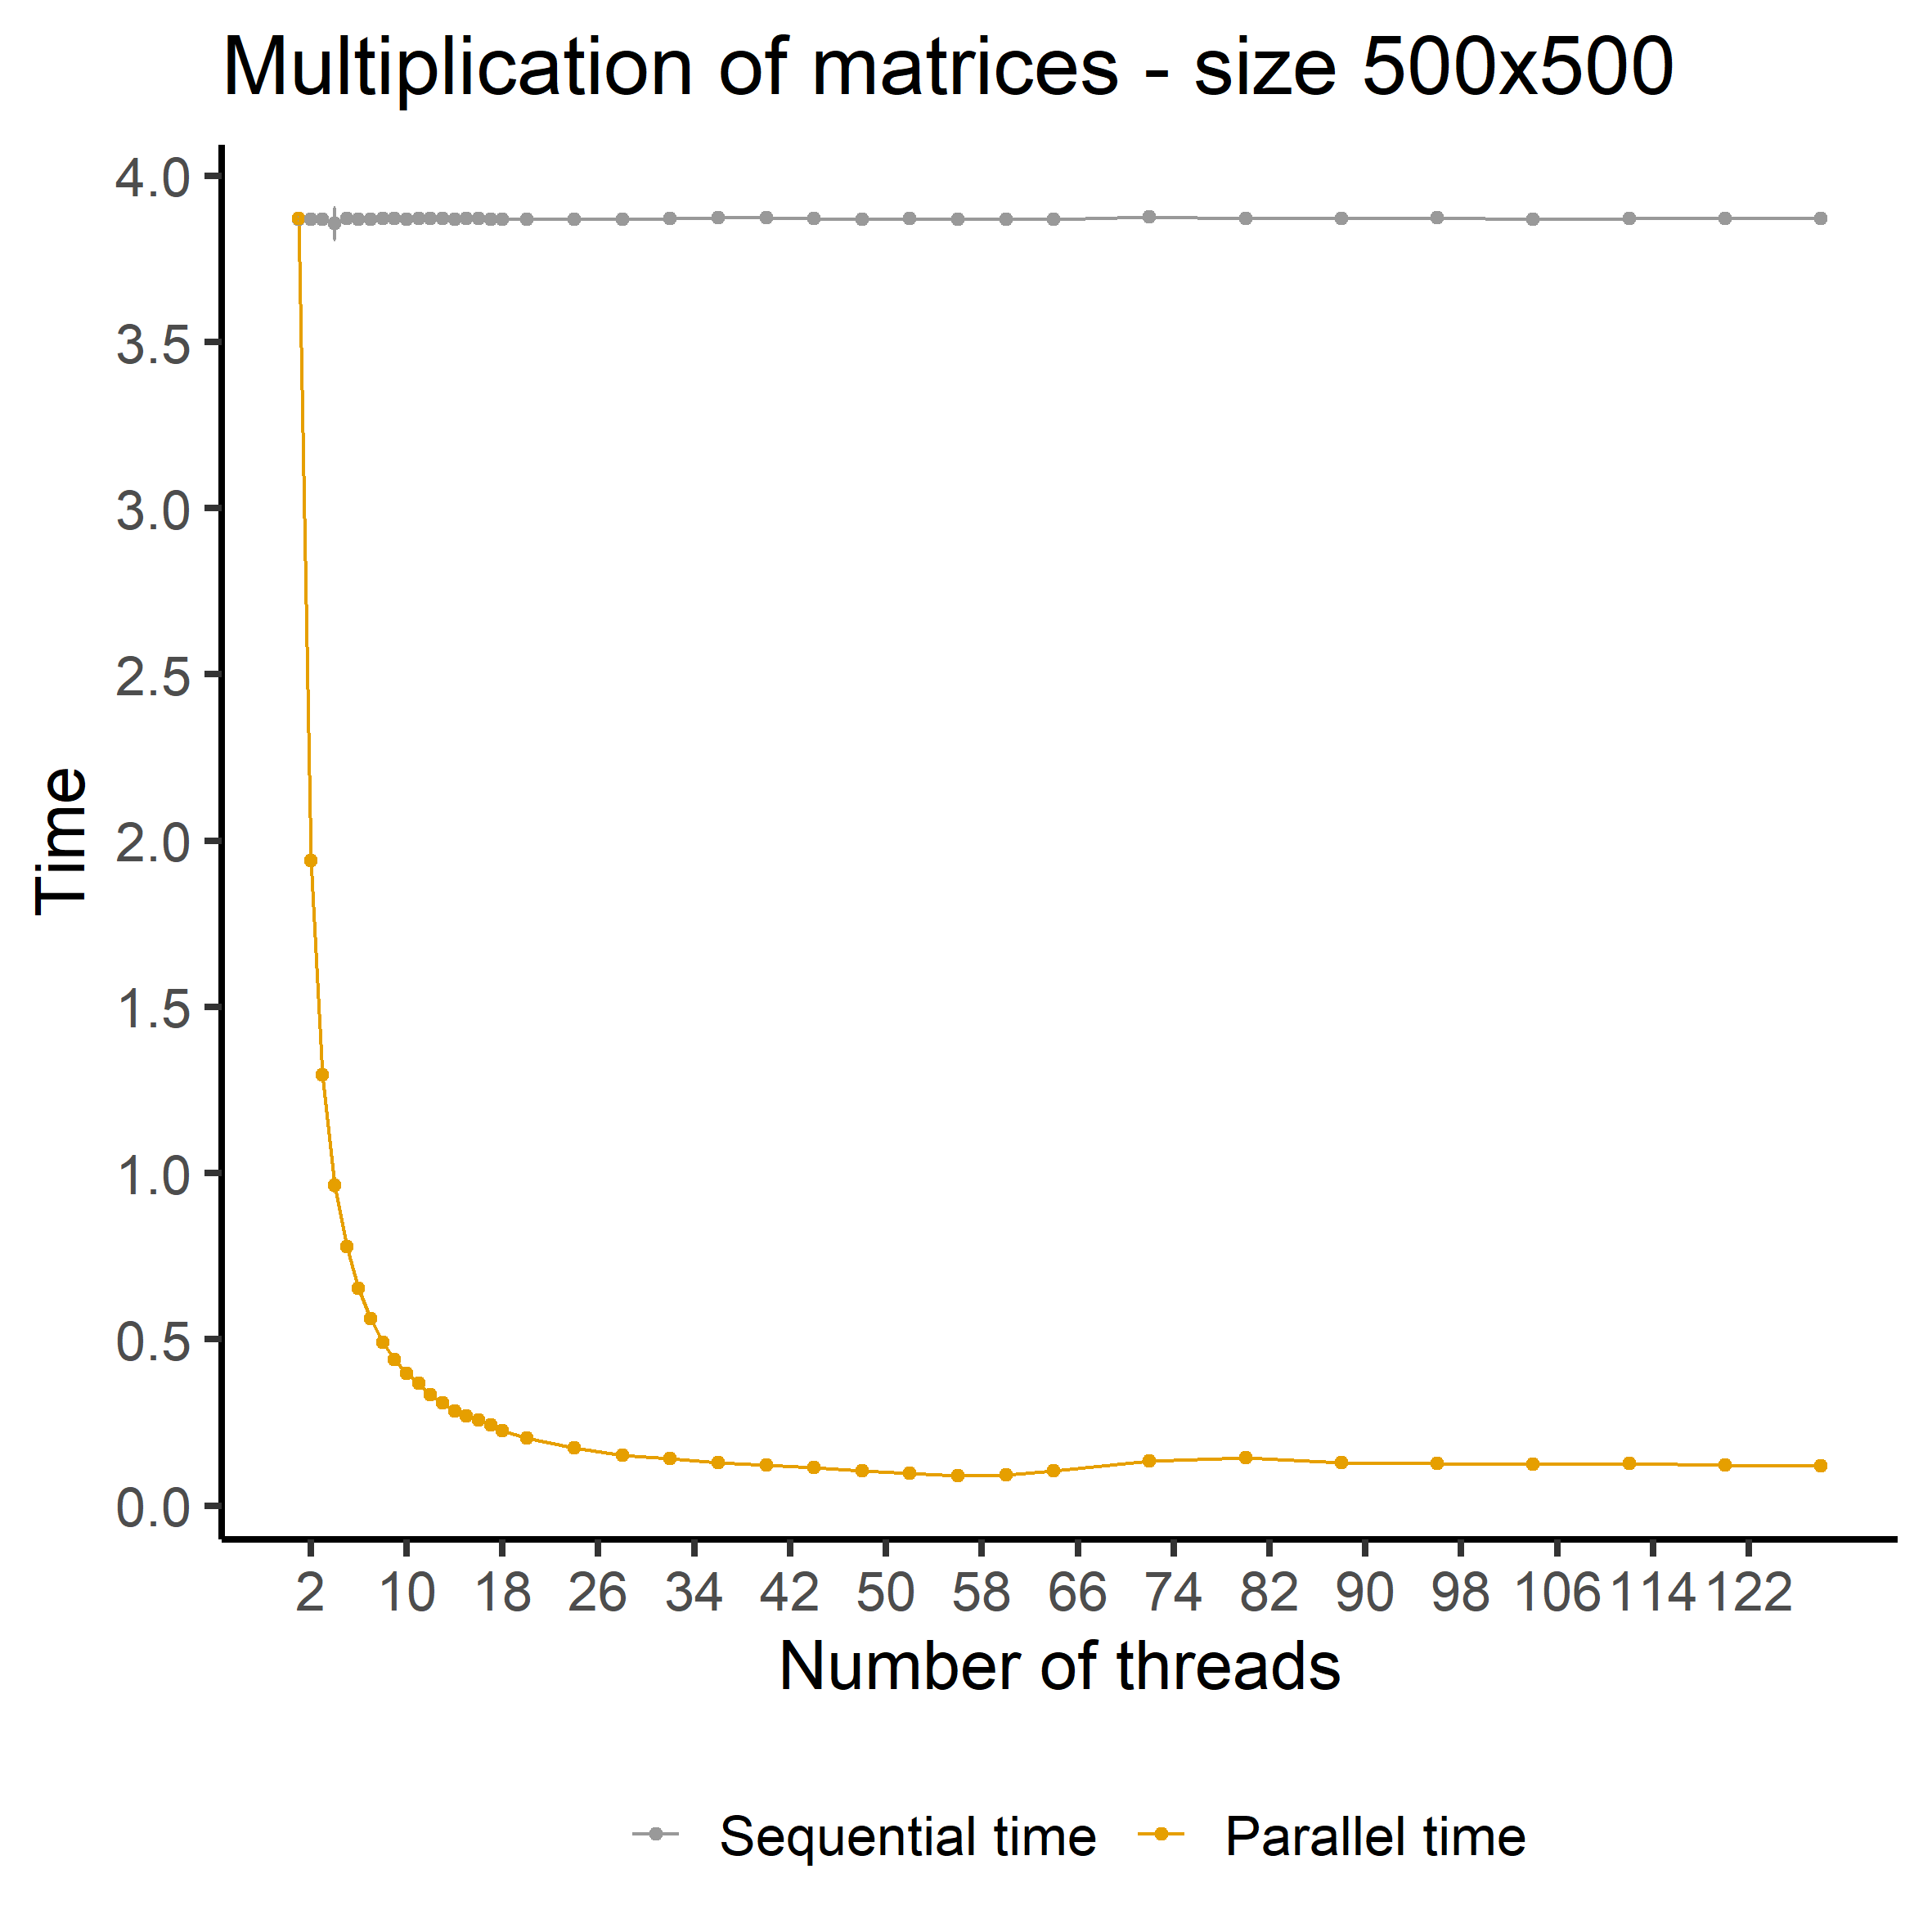 Multiplication of matrices - size 500x500
4.0
3.5
3.0
2.5
2.0
1.5
1.0
0.5
0.0
Time
2 10 18 26 34 42 50 58 66 74 82 90 98 106 114 122
Number of threads
Sequential time Parallel time